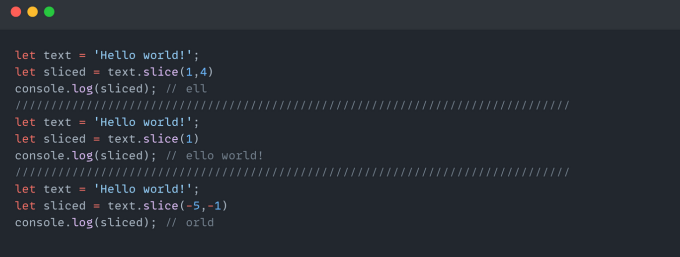 let text = 'Hello world!';
let sliced = text.slice(1,4)
console.log(sliced); // ell
//////////////////////////////////////////////////////////////////////////////
let text = 'Hello world!';
let sliced = text.slice(1)
console.log(sliced); // ello world!
//////////////////////////////////////////////////////////////////////////////
let text = 'Hello world!';
let sliced = text.slice(-5,-1)
console.log(sliced); // orld